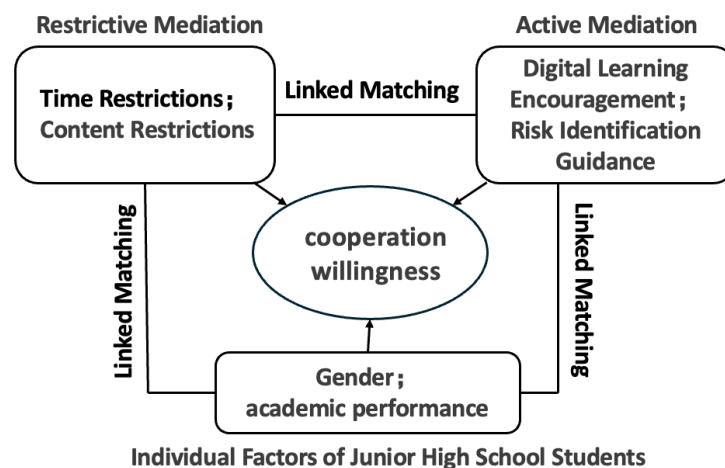 Restrictive Mediation
Active Mediation
Time Restrictions；
Content Restrictions
Linked Matching
Digital Learning
Encouragement；
Risk Identification
Guidance
cooperation
willingness
Linked Matching
Linked Matching
Gender；
academic performance
Individual Factors of Junior High School Students